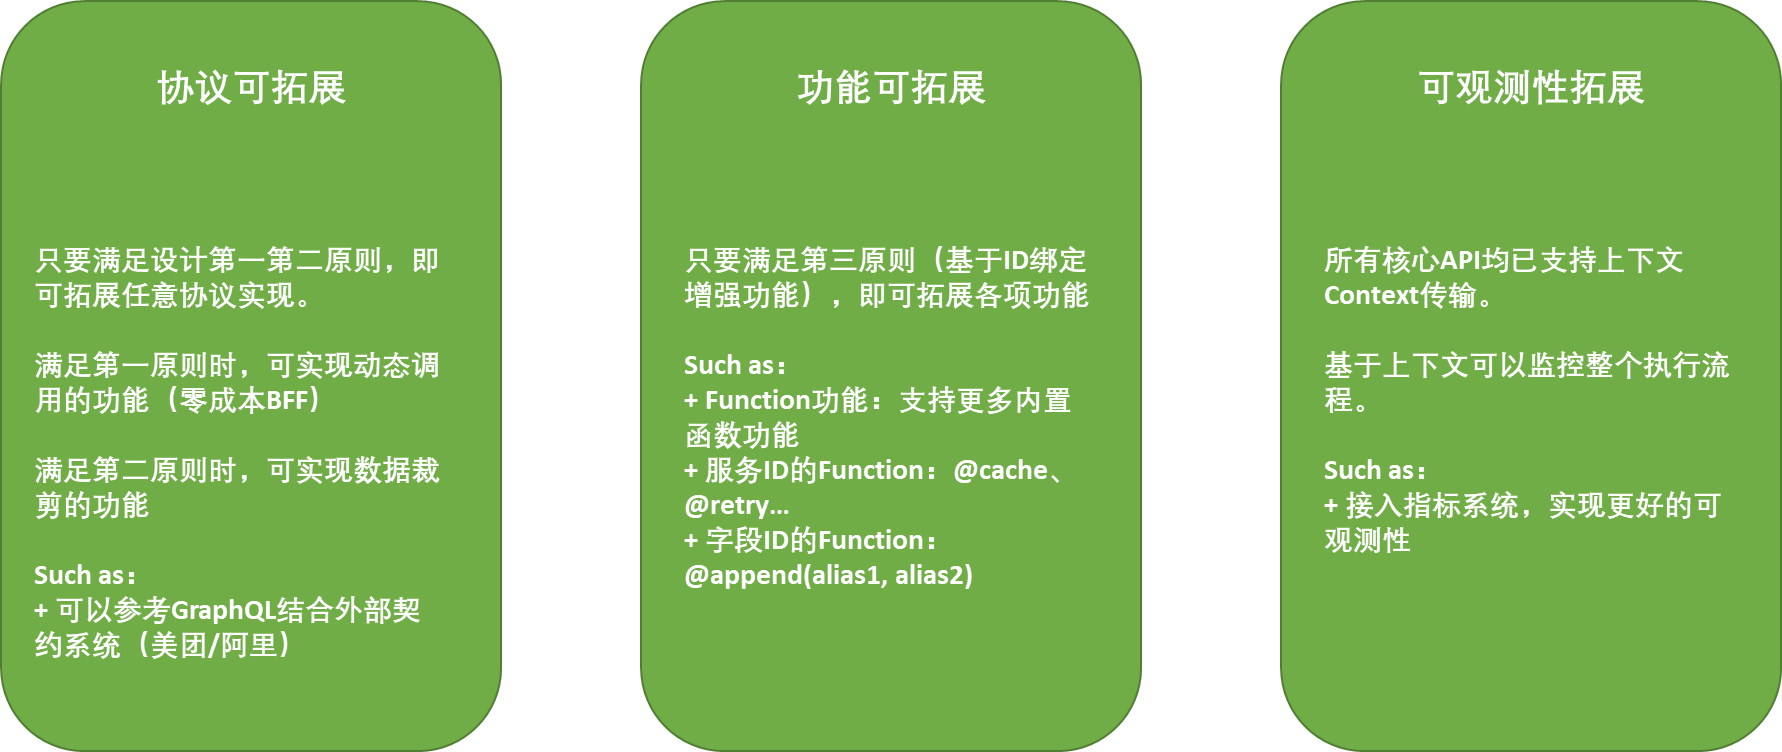 协议可拓展
只要满足设计第一第二原则，即
可拓展任意协议实现。
满足第一原则时，可实现动态调
用的功能（零成本BFF）
满足第二原则时，可实现数据裁
剪的功能
Such as：
+ 可以参考GraphQL结合外部契
约系统（美团/阿里）
功能可拓展
只要满足第三原则（基于ID绑定
增强功能），即可拓展各项功能
Such as：
+ Function功能：支持更多内置
函数功能
+ 服务ID的Function：@cache、
@retry...
+ 字段ID的Function：
@append(alias1, alias2)
可观测性拓展
所有核心API均已支持上下文
Context传输。
基于上下文可以监控整个执行流
程。
Such as：
+ 接入指标系统，实现更好的可
观测性